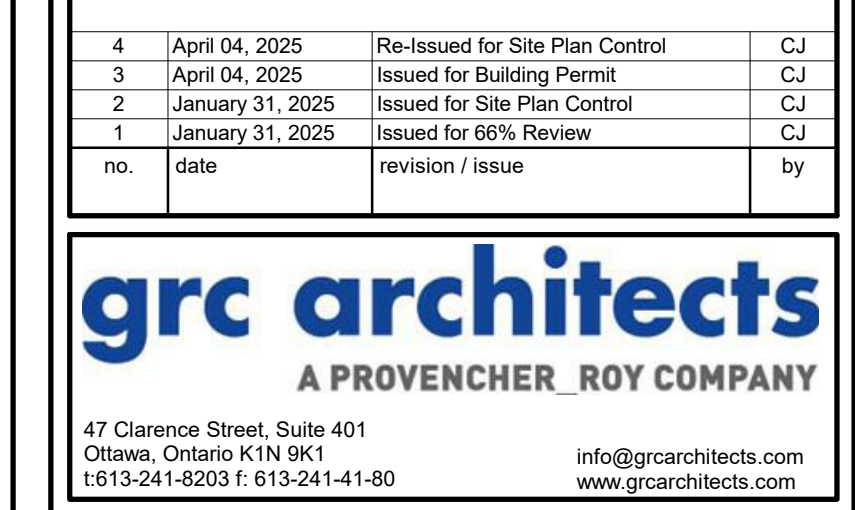 4 April 04, 2025 Re-Issued for Site Plan Control CJ
3 April 04, 2025 Issued for Building Permit CJ
2 January 31, 2025 Issued for Site Plan Control CJ
1 January 31, 2025 Issued for 66% Review CJ
no. date revision / issue by
grc architects
A PROVENCHER_ROY COMPANY
47 Clarence Street, Suite 401
Ottawa, Ontario K1N 9K1
t:613-241-8203 f: 613-241-41-80
info@grcarchitects.com
www.grcarchitects.com